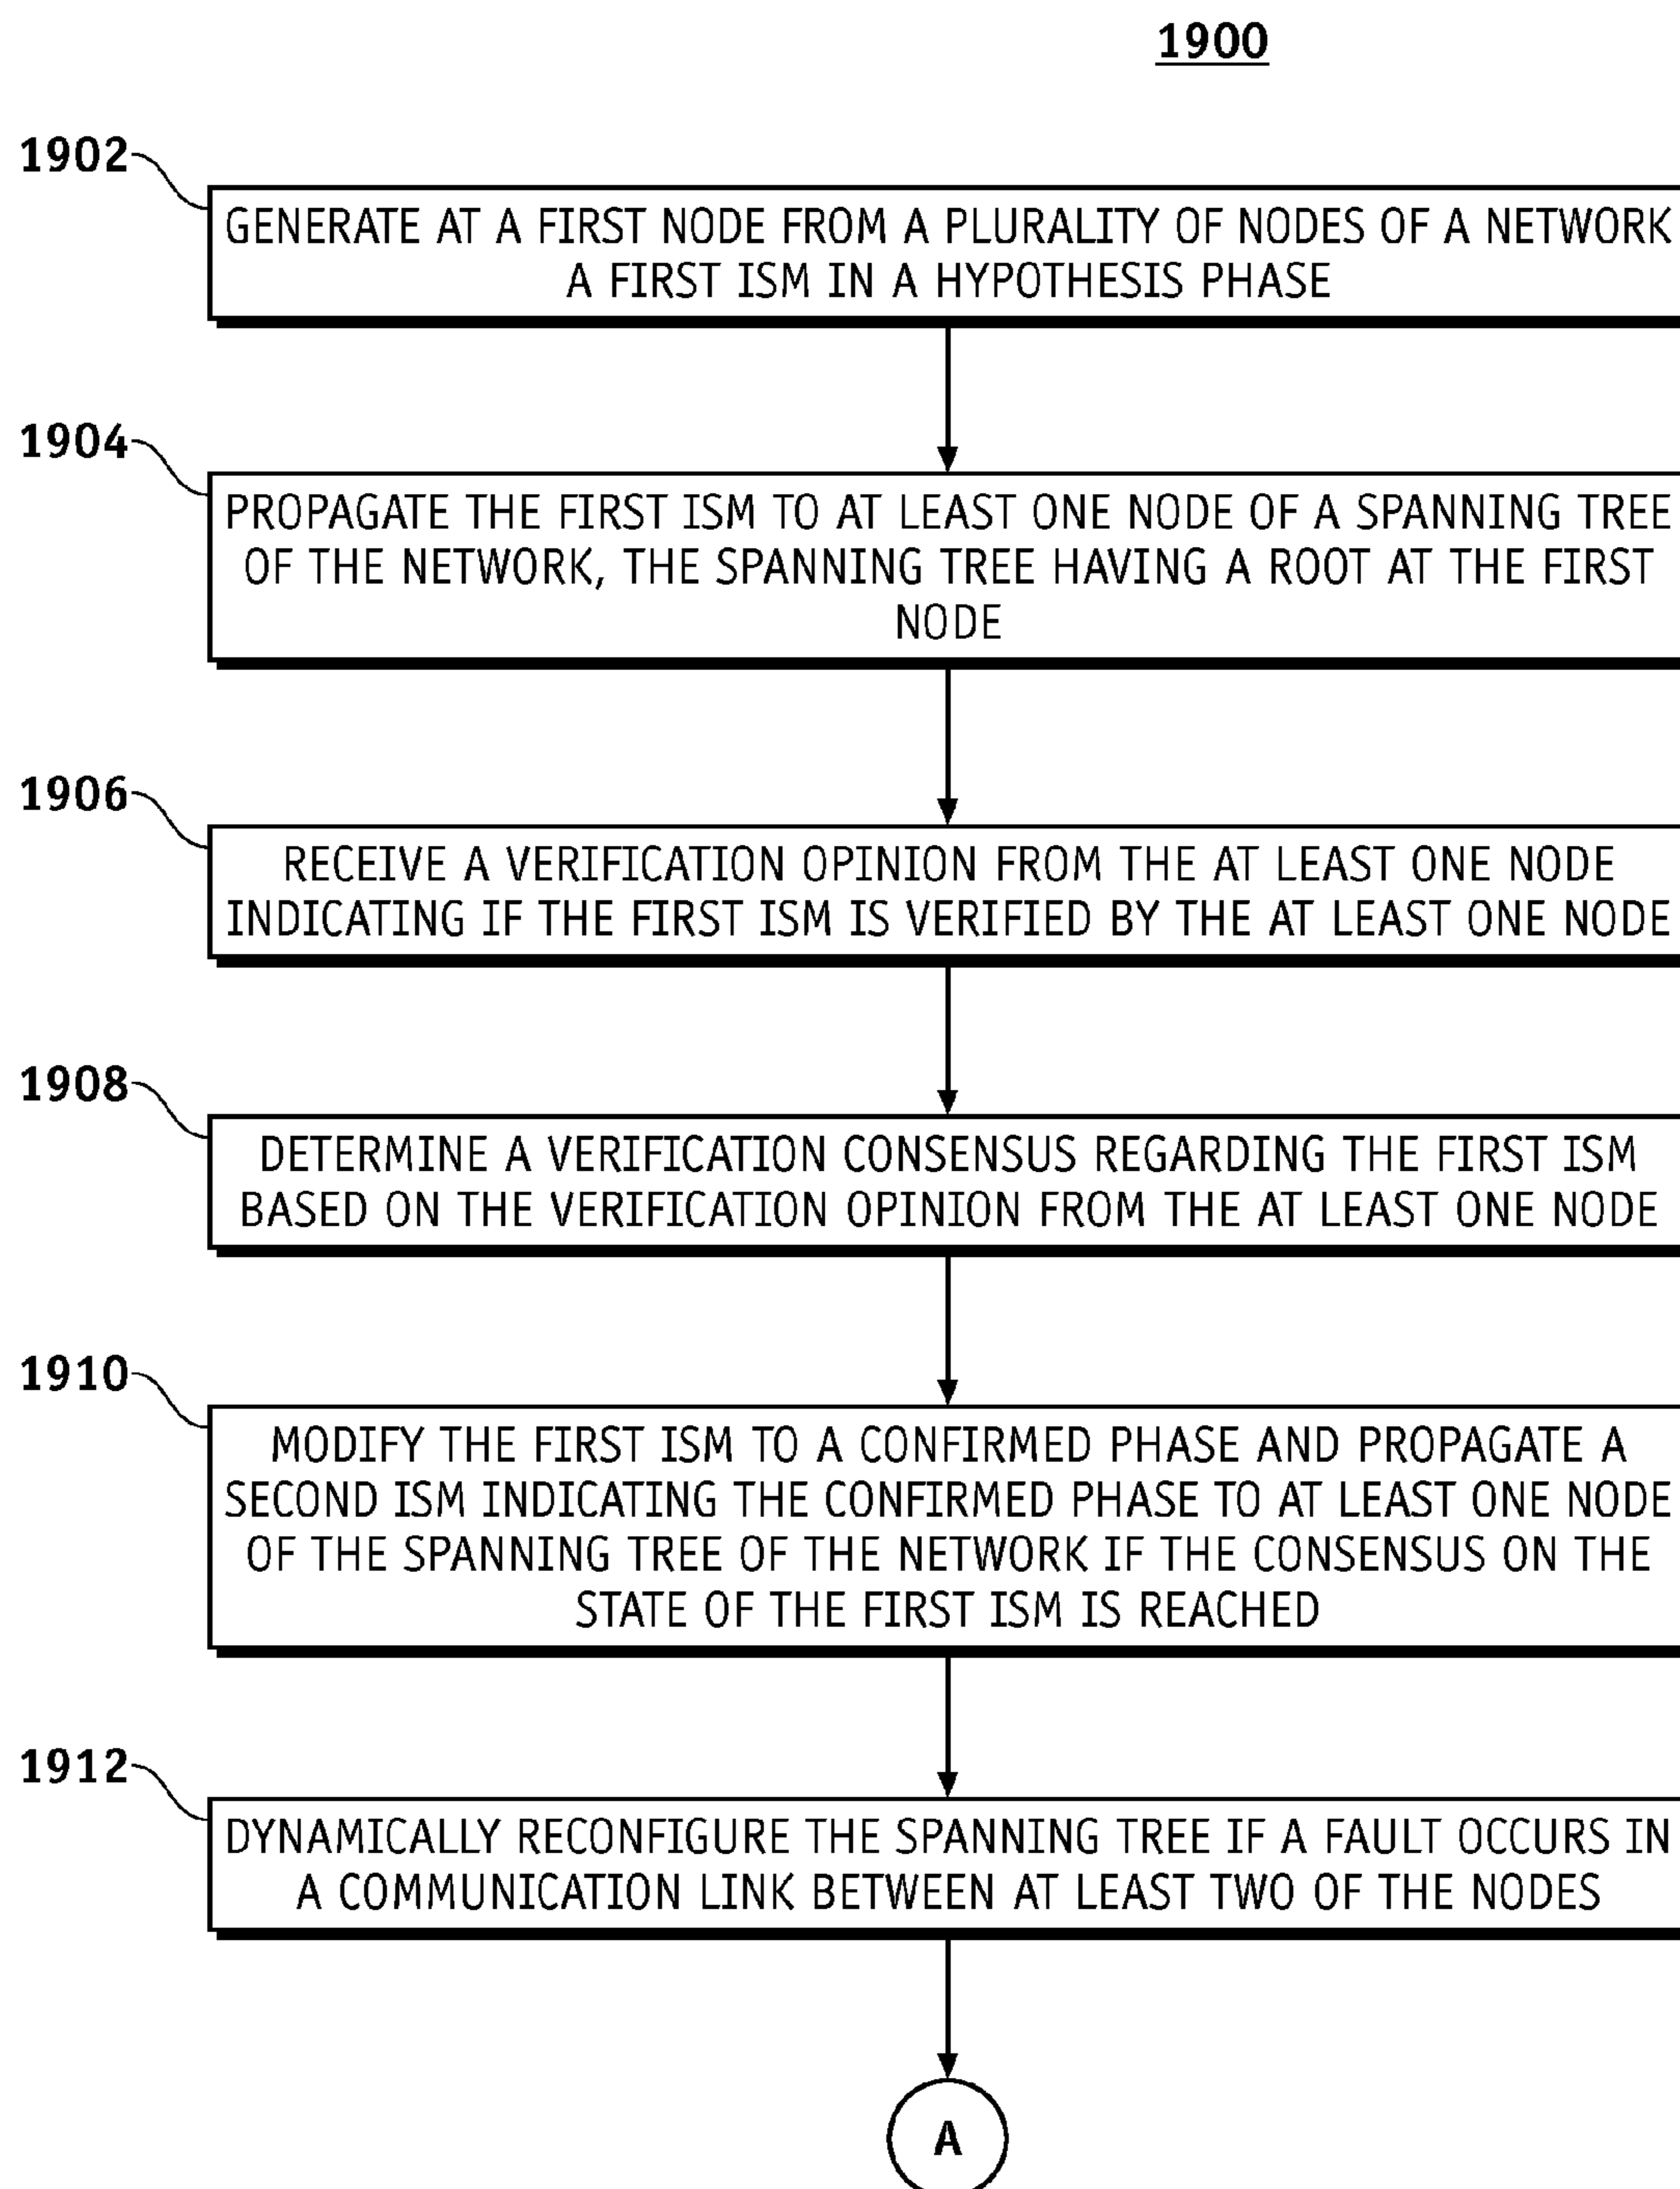 1900
1902
GENERATE AT A FIRST NODE FROM A PLURALITY OF NODES OF A NETWORK
A FIRST ISM IN A HYPOTHESIS PHASE
1904
PROPAGATE THE FIRST ISM TO AT LEAST ONE NODE OF A SPANNING TREE
OF THE NETWORK, THE SPANNING TREE HAVING A ROOT AT THE FIRST
NODE
1906
RECEIVE A VERIFICATION OPINION FROM THE AT LEAST ONE NODE
INDICATING IF THE FIRST ISM IS VERIFIED BY THE AT LEAST ONE NODE
1908
DETERMINE A VERIFICATION CONSENSUS REGARDING THE FIRST ISM
BASED ON THE VERIFICATION OPINION FROM THE AT LEAST ONE NODE
1910
MODIFY THE FIRST ISM TO A CONFIRMED PHASE AND PROPAGATE A
SECOND ISM INDICATING THE CONFIRMED PHASE TO AT LEAST ONE NODE
OF THE SPANNING TREE OF THE NETWORK IF THE CONSENSUS ON THE
STATE OF THE FIRST ISM IS REACHED
1912
DYNAMICALLY RECONFIGURE THE SPANNING TREE IF A FAULT OCCURS IN
A COMMUNICATION LINK BETWEEN AT LEAST TWO OF THE NODES
A